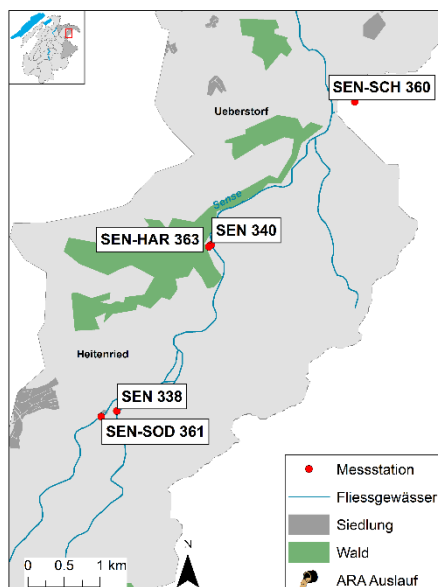 SEN-SCH 360
Ueberstorf
Sense
SEN-HAR 363
SEN 340
Heitenried
SEN 338
SEN-SOD 361
Messstation
Fliessgewässer
Siedlung
Wald
ARA Auslauf
N
0 0.5 1 km